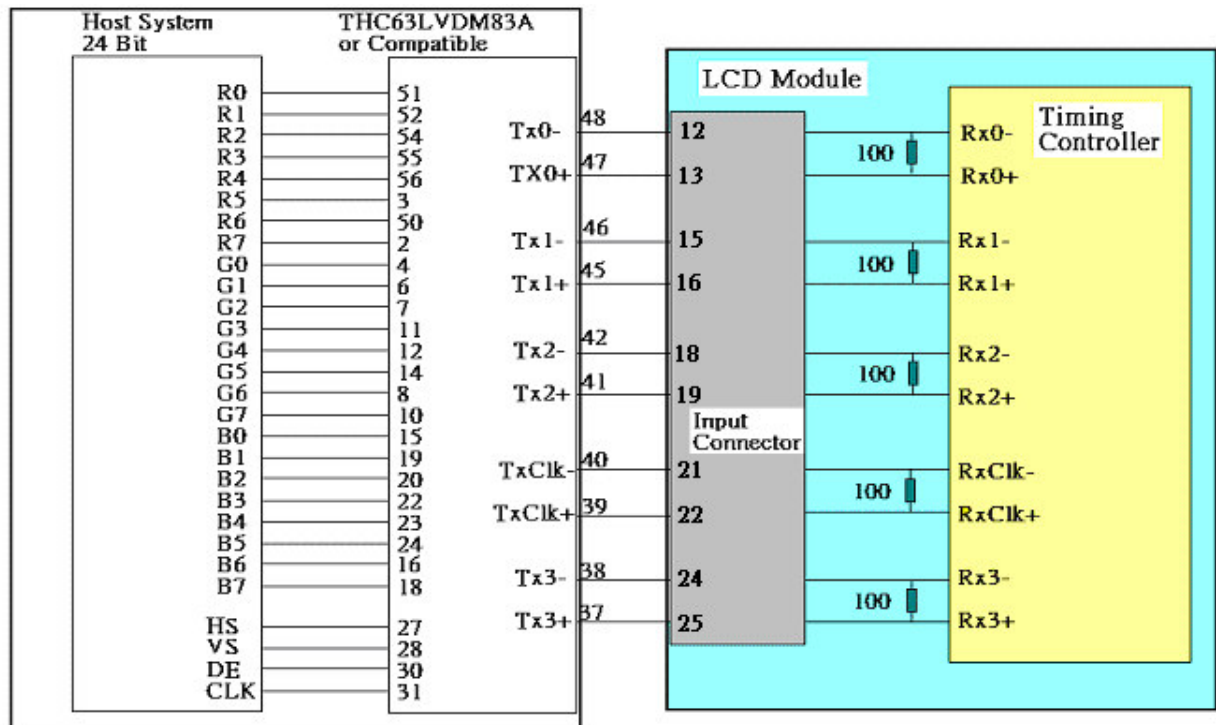 Host System
24 Bit
THC63LVDM83A
or Compatible
R0 51
R1 52
R2 54
R3 55
R4 56
R5 3
R6 50
R7 2
G0 4
G1 6
G2 7
G3 11
G4 12
G5 14
G6 8
G7 10
B0 15
B1 19
B2 20
B3 22
B4 23
B5 24
B6 16
B7 18
HS 27
VS 28
DE 30
CLK 31
Tx0- 48
TX0+ 47
Tx1- 46
Tx1+ 45
Tx2- 42
Tx2+ 41
TxClk- 40
TxClk+ 39
Tx3- 38
Tx3+ 37
LCD Module
12
13
15
16
18
19
Input
Connector
21
22
24
25
100
100
100
100
100
Timing
Controller
Rx0-
Rx0+
Rx1-
Rx1+
Rx2-
Rx2+
RxClk-
RxClk+
Rx3-
Rx3+